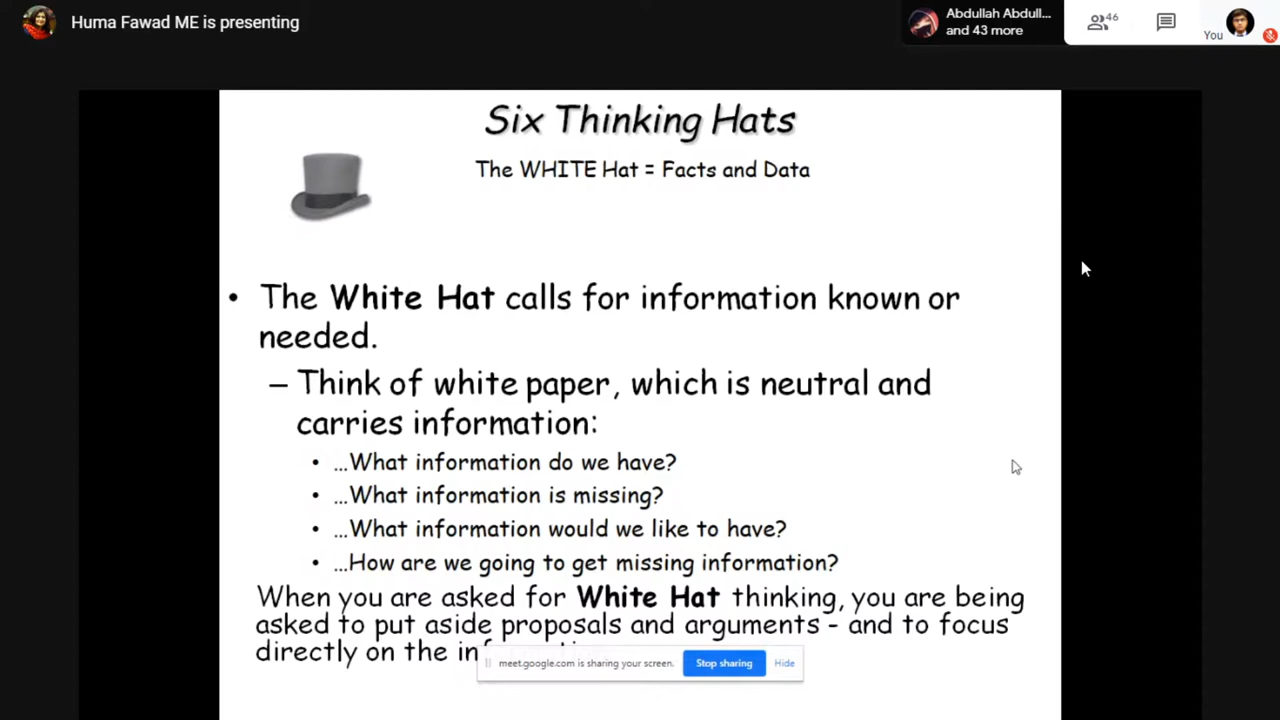 Huma Fawad ME is presenting
Abdullah Abdull...
and 43 more
46
You
Six Thinking Hats
The WHITE Hat = Facts and Data
• The White Hat calls for information known or
needed.
– Think of white paper, which is neutral and
carries information:
• …What information do we have?
• …What information is missing?
• …What information would we like to have?
• …How are we going to get missing information?
When you are asked for White Hat thinking, you are being
asked to put aside proposals and arguments - and to focus
directly on the
meet.google.com is sharing your screen.
Stop sharing
Hide